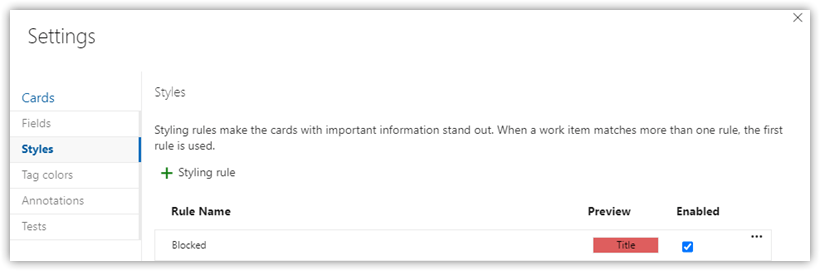 Settings
Cards
Fields
Styles
Tag colors
Annotations
Tests
Styles
Styling rules make the cards with important information stand out. When a work item matches more than one rule, the first
rule is used.
+ Styling rule
Rule Name Preview Enabled
Blocked Title ...